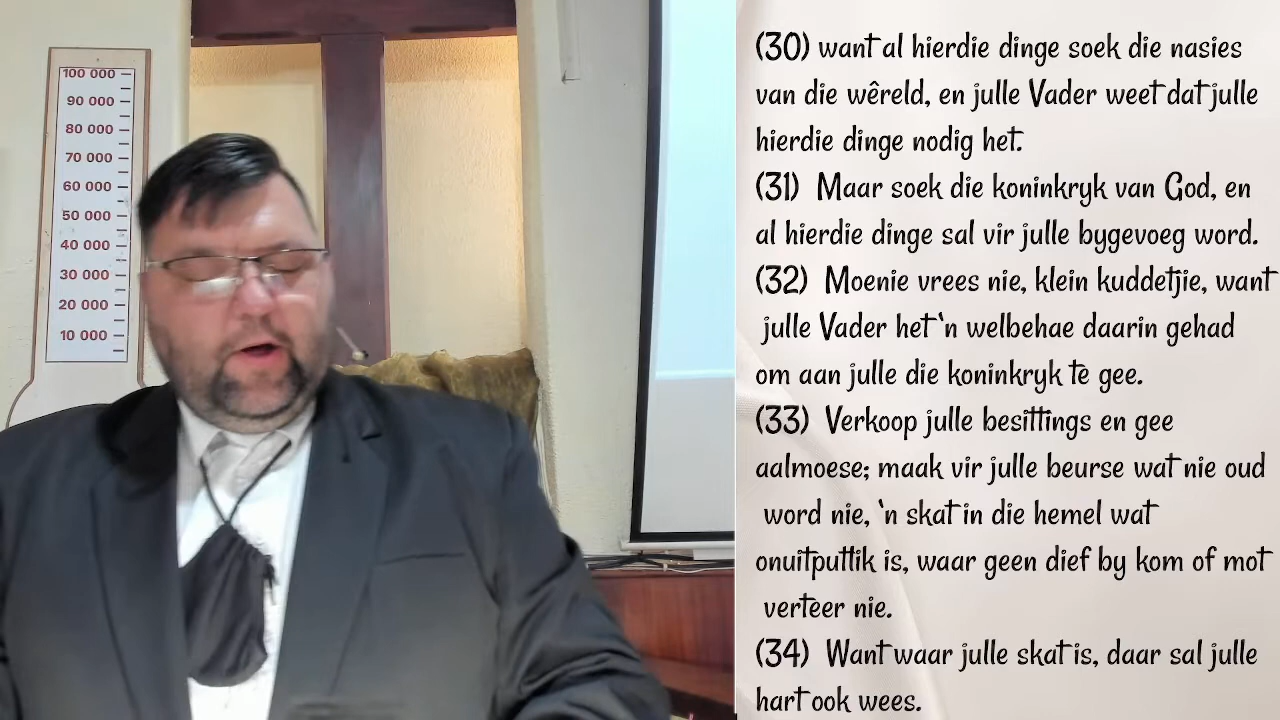 100 000
90 000
80 000
70 000
60 000
50 000
40 000
30 000
20 000
10 000
(30) want al hierdie dinge soek die nasies
van die wêreld, en julle Vader weet dat julle
hierdie dinge nodig het.
(31) Maar soek die koninkryk van God, en
al hierdie dinge sal vir julle bygevoeg word.
(32) Moenie vrees nie, klein kuddetjie, want
julle Vader het 'n welbehae daarin gehad
om aan julle die koninkryk te gee.
(33) Verkoop julle besittings en gee
aalmoese; maak vir julle beurse wat nie oud
word nie, 'n skat in die hemel wat
onuitputtik is, waar geen dief by kom of mot
verteer nie.
(34) Want waar julle skat is, daar sal julle
hart ook wees.